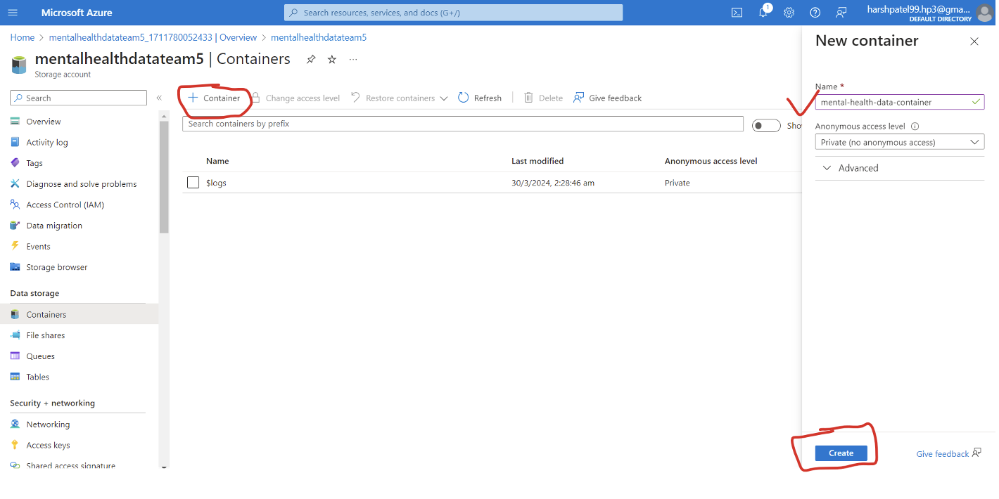 Microsoft Azure
Search resources, services, and docs (G+/)
1
harshpatel99.hp3@gma...
DEFAULT DIRECTORY
Home > mentalhealthdatateam5_1711780052433 | Overview > mentalhealthdatateam5
mentalhealthdatateam5 | Containers
Storage account
Search
Overview
Activity log
Tags
Diagnose and solve problems
Access Control (IAM)
Data migration
Events
Storage browser
Data storage
Containers
File shares
Queues
Tables
Security + networking
Networking
Access keys
Shared access signature
+ Container Change access level Restore containers Refresh Delete Give feedback
Search containers by prefix
Name Last modified Anonymous access level
$logs 30/3/2024, 2:28:46 am Private
New container
Name *
mental-health-data-container
Anonymous access level
Private (no anonymous access)
Advanced
Create
Give feedback